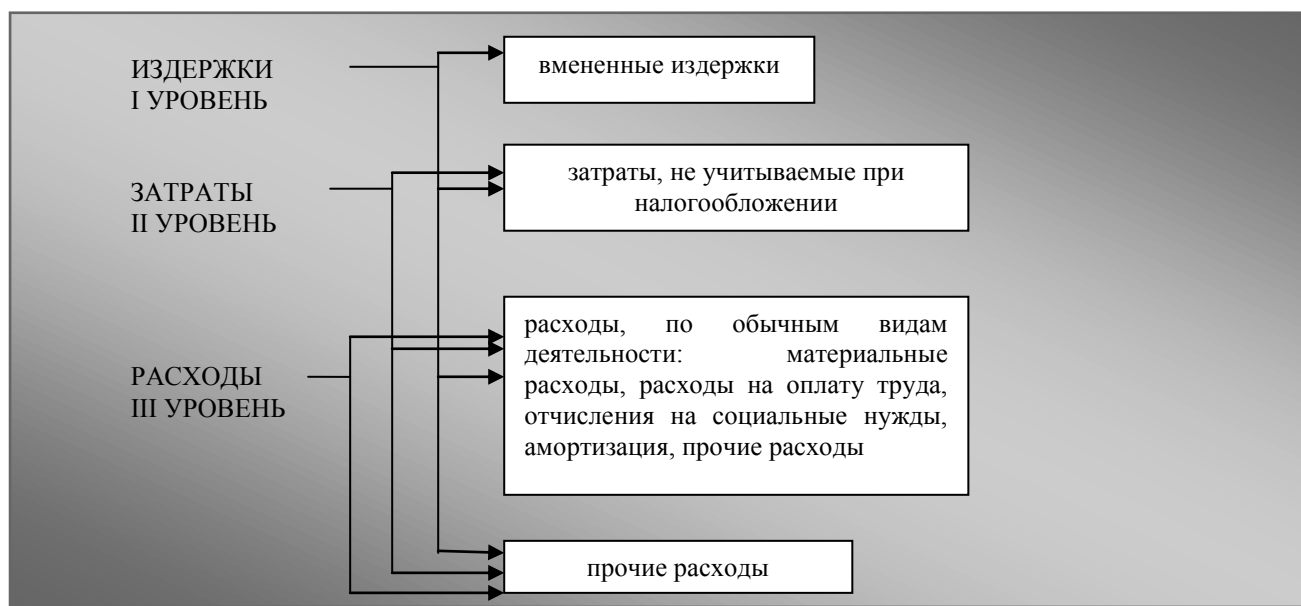 ИЗДЕРЖКИ
I УРОВЕНЬ
вмененные издержки
ЗАТРАТЫ
II УРОВЕНЬ
затраты, не учитываемые при
налогообложении
РАСХОДЫ
III УРОВЕНЬ
расходы, по обычным видам
деятельности: материальные
расходы, расходы на оплату труда,
отчисления на социальные нужды,
амортизация, прочие расходы
прочие расходы